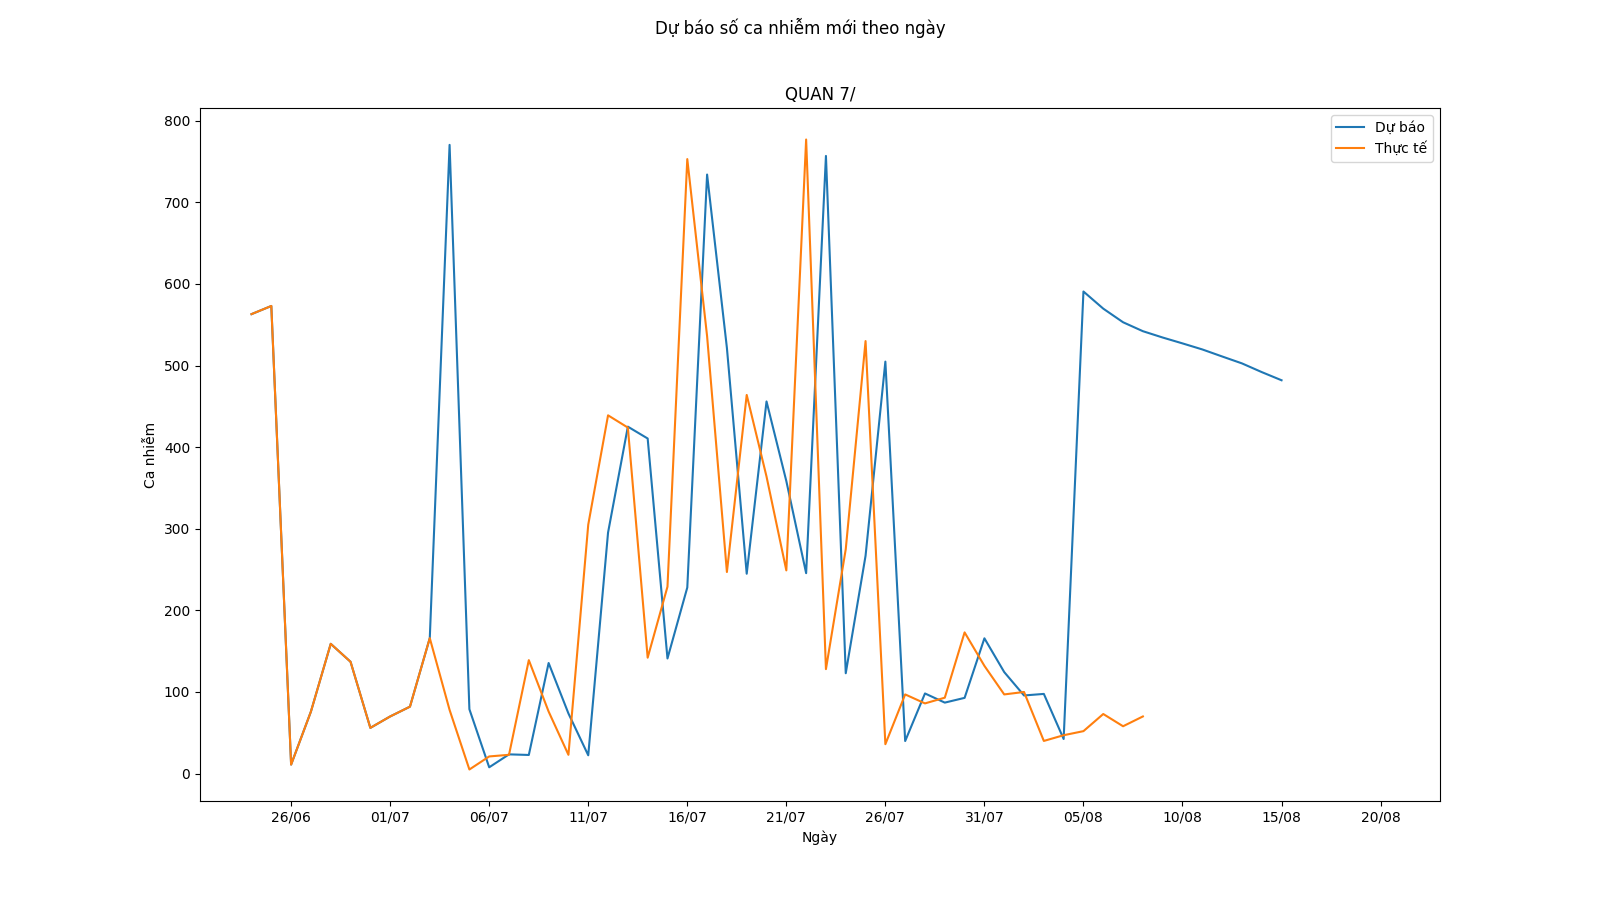 Dự báo số ca nhiễm mới theo ngày
QUAN 7/
Dự báo
Thực tế
800
700
600
500
400
300
200
100
0
Ca nhiễm
26/06 01/07 06/07 11/07 16/07 21/07 26/07 31/07 05/08 10/08 15/08 20/08
Ngày